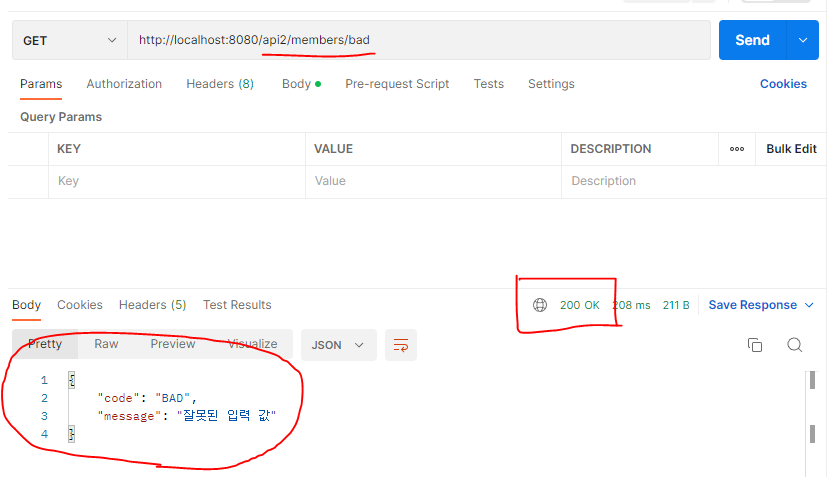 GET http://localhost:8080/api2/members/bad Send
Params Authorization Headers (8) Body Pre-request Script Tests Settings Cookies
Query Params
KEY VALUE DESCRIPTION ooo Bulk Edit
Key Value Description
Body Cookies Headers (5) Test Results 200 OK 208 ms 211 B Save Response
Pretty Raw Preview Visualize JSON
1 {
2 "code": "BAD",
3 "message": "잘못된 입력 값"
4 }